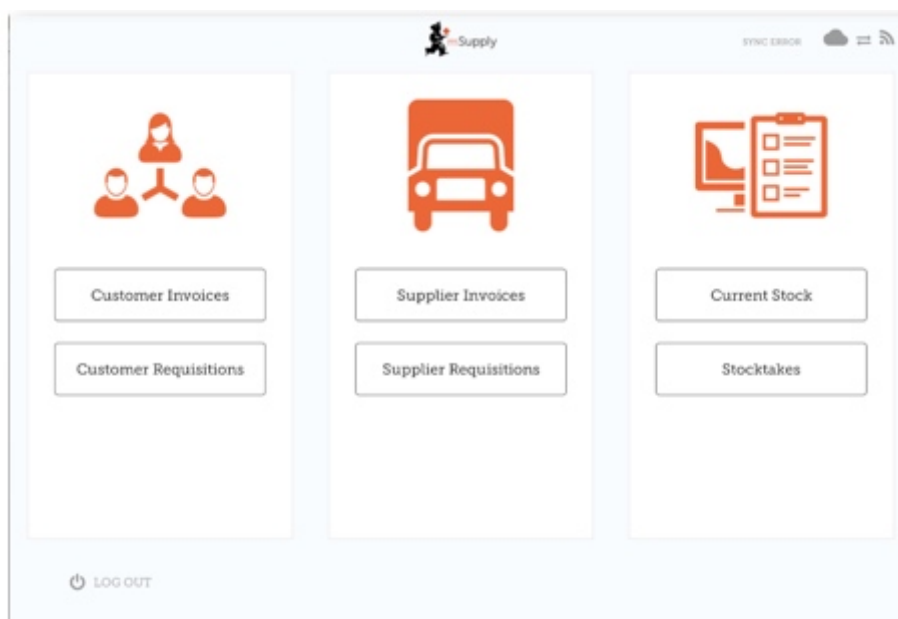 mSupply
SYNC ERROR
Customer Invoices
Customer Requisitions
Supplier Invoices
Supplier Requisitions
Current Stock
Stocktakes
LOG OUT